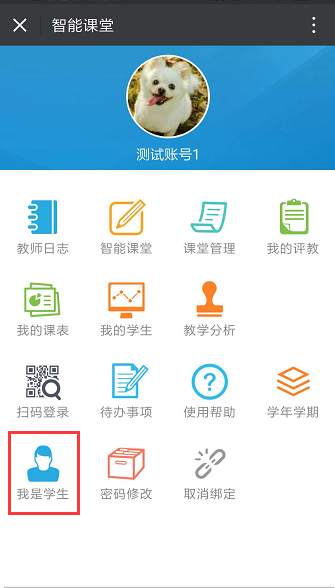 智能课堂
测试账号1
教师日志 智能课堂 课堂管理 我的评教
我的课表 我的学生 教学分析
扫码登录 待办事项 使用帮助 学年学期
我是学生 密码修改 取消绑定